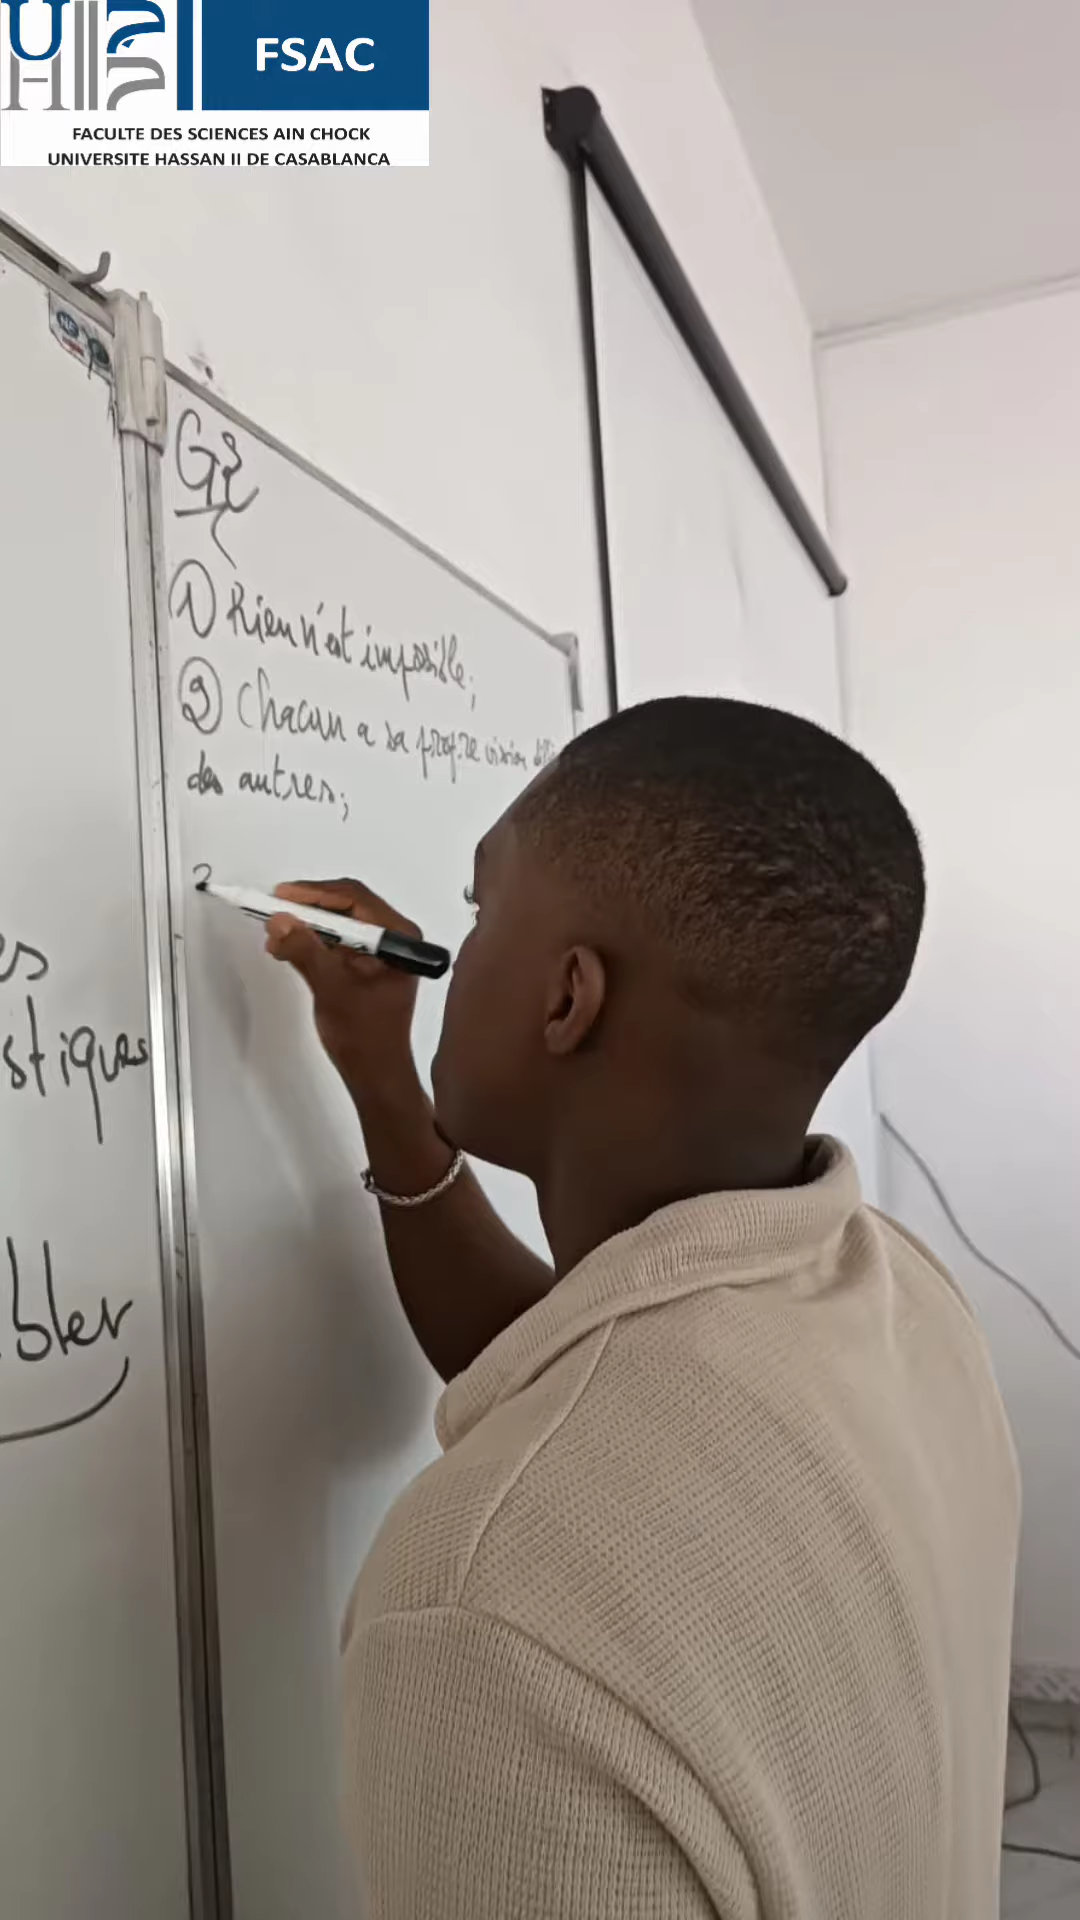 FSAC
FACULTE DES SCIENCES AIN CHOCK
UNIVERSITE HASSAN II DE CASABLANCA
① Rien n'est impossible;
② Chacun a sa propre vision
des autres;
es
stiques
bler